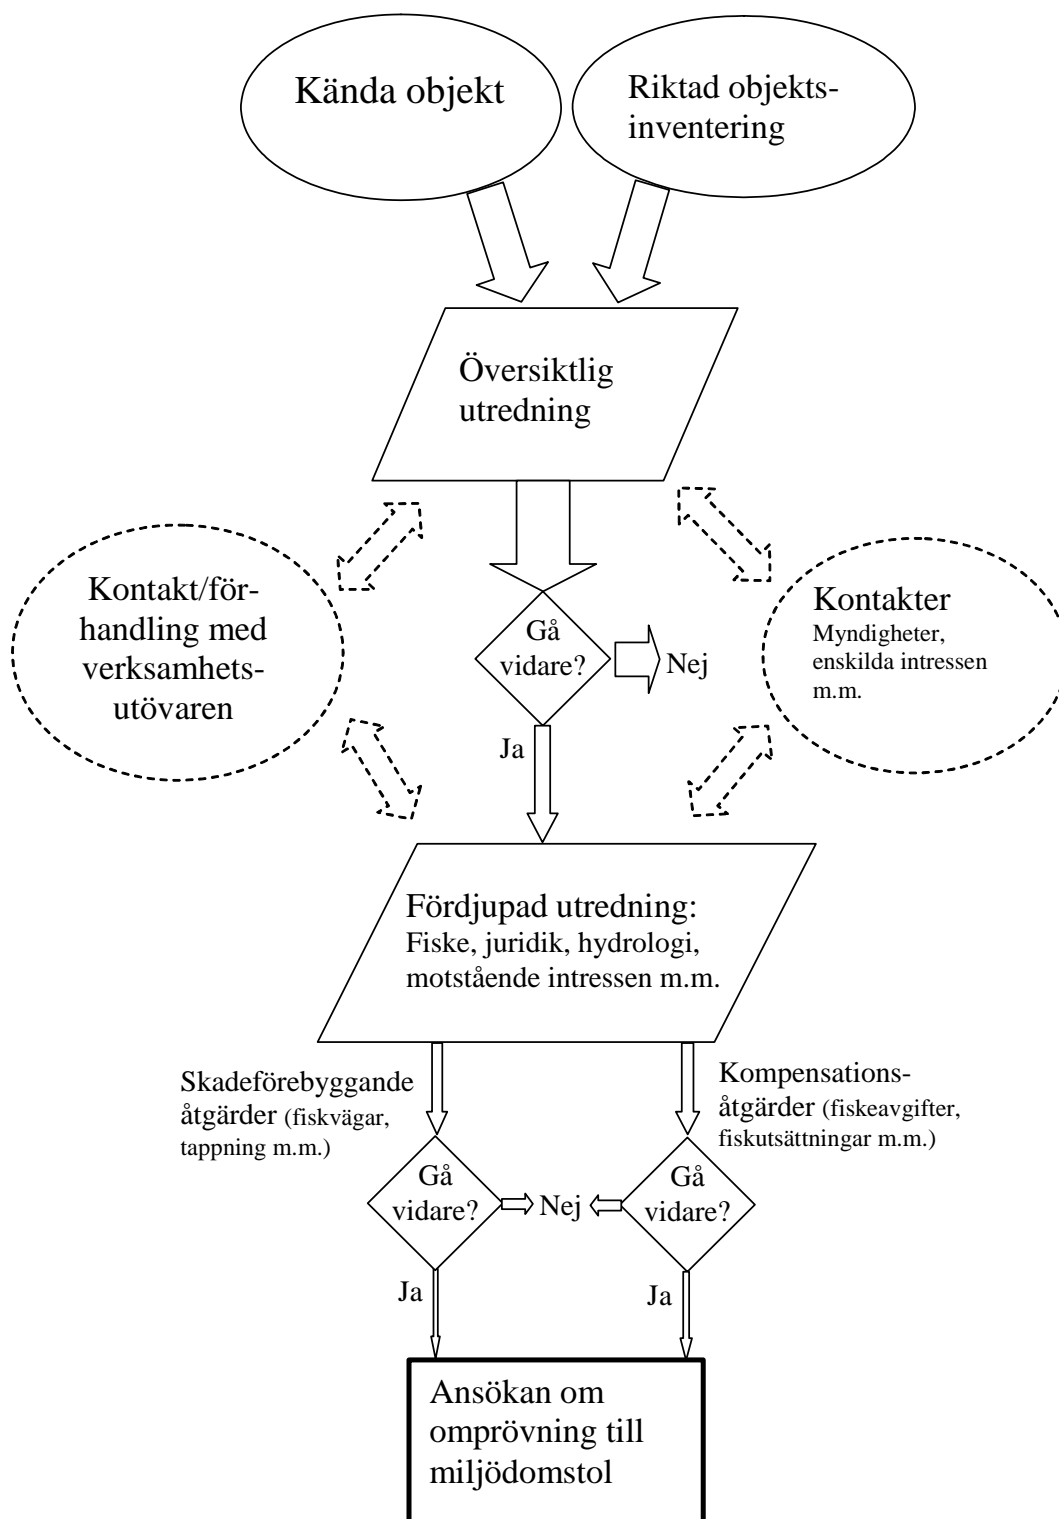 Kända objekt
Riktad objekts-
inventering
Översiktlig
utredning
Kontakt/för-
handling med
verksamhets-
utövaren
Gå
vidare?
Nej
Kontakter
Myndigheter,
enskilda intressen
m.m.
Ja
Fördjupad utredning:
Fiske, juridik, hydrologi,
motstående intressen m.m.
Skadeförebyggande
åtgärder (fiskvägar,
tappning m.m.)
Kompensations-
åtgärder (fiskeavgifter,
fiskutsättningar m.m.)
Gå
vidare?
Nej
Gå
vidare?
Ja
Ja
Ansökan om
omprövning till
miljödomstol